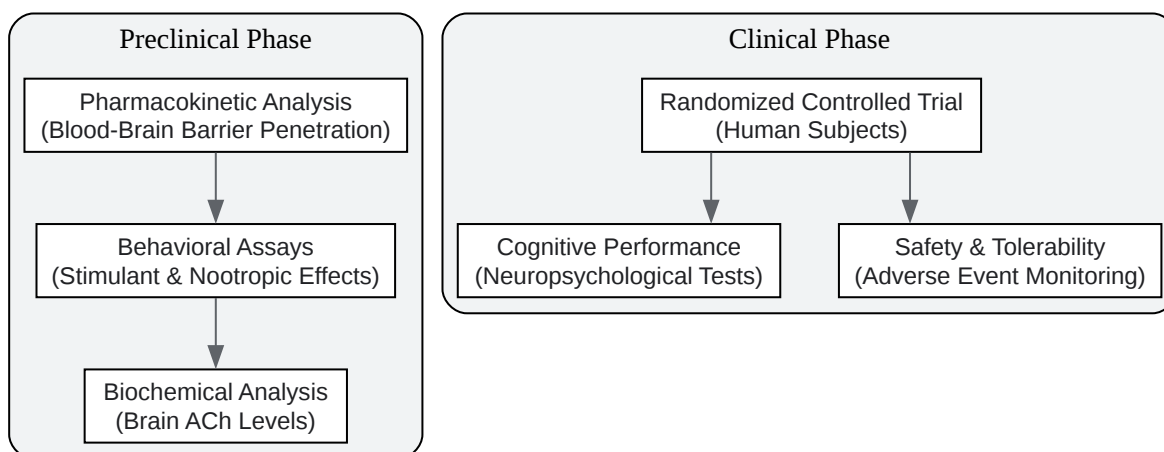 Preclinical Phase
Pharmacokinetic Analysis
(Blood-Brain Barrier Penetration)
Behavioral Assays
(Stimulant & Nootropic Effects)
Biochemical Analysis
(Brain ACh Levels)
Clinical Phase
Randomized Controlled Trial
(Human Subjects)
Cognitive Performance
(Neuropsychological Tests)
Safety & Tolerability
(Adverse Event Monitoring)